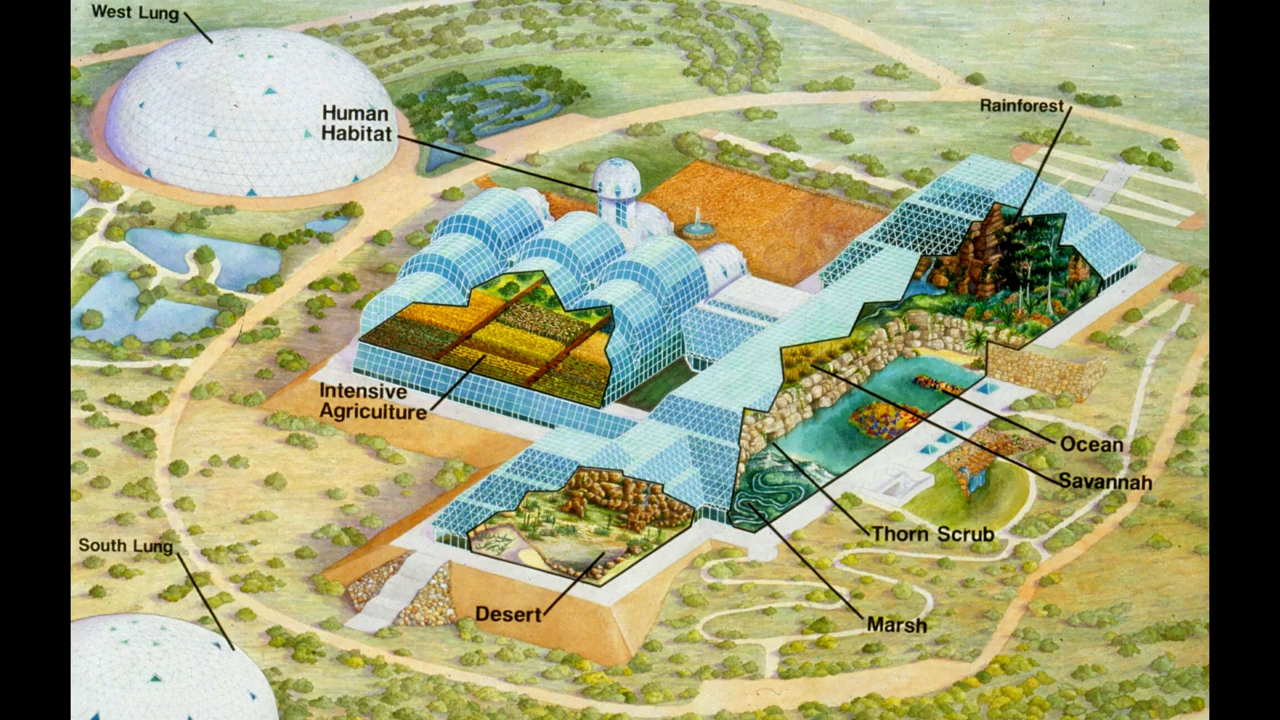 West Lung
Human
Habitat
Rainforest
Intensive
Agriculture
Ocean
Savannah
Thorn Scrub
South Lung
Desert
Marsh